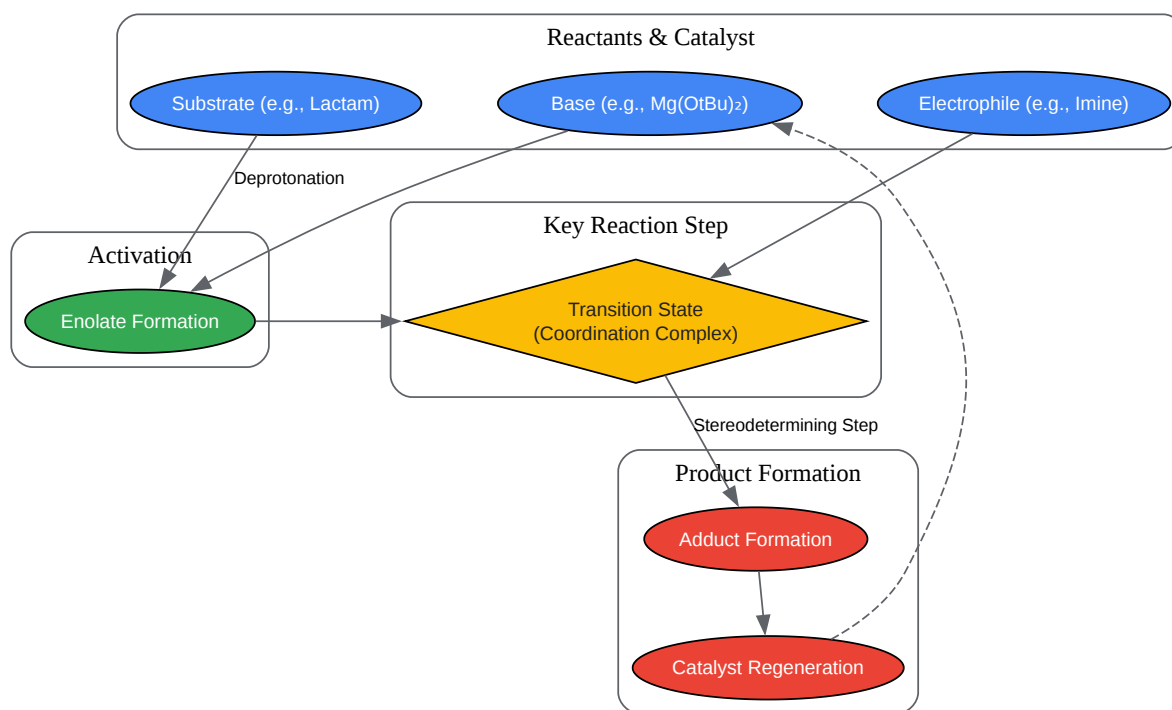 Reactants & Catalyst
Substrate (e.g., Lactam)
Base (e.g., Mg(OtBu)₂)
Electrophile (e.g., Imine)
Deprotonation
Activation
Enolate Formation
Key Reaction Step
Transition State
(Coordination Complex)
Stereodetermining Step
Product Formation
Adduct Formation
Catalyst Regeneration